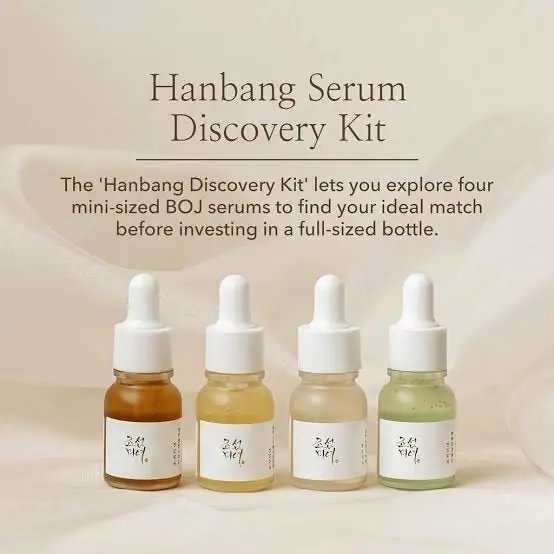 Hanbang Serum
Discovery Kit
The 'Hanbang Discovery Kit' lets you explore four
mini-sized BOJ serums to find your ideal match
before investing in a full-sized bottle.
조선
미녀
조선
미녀
조선
미녀
조선
미녀